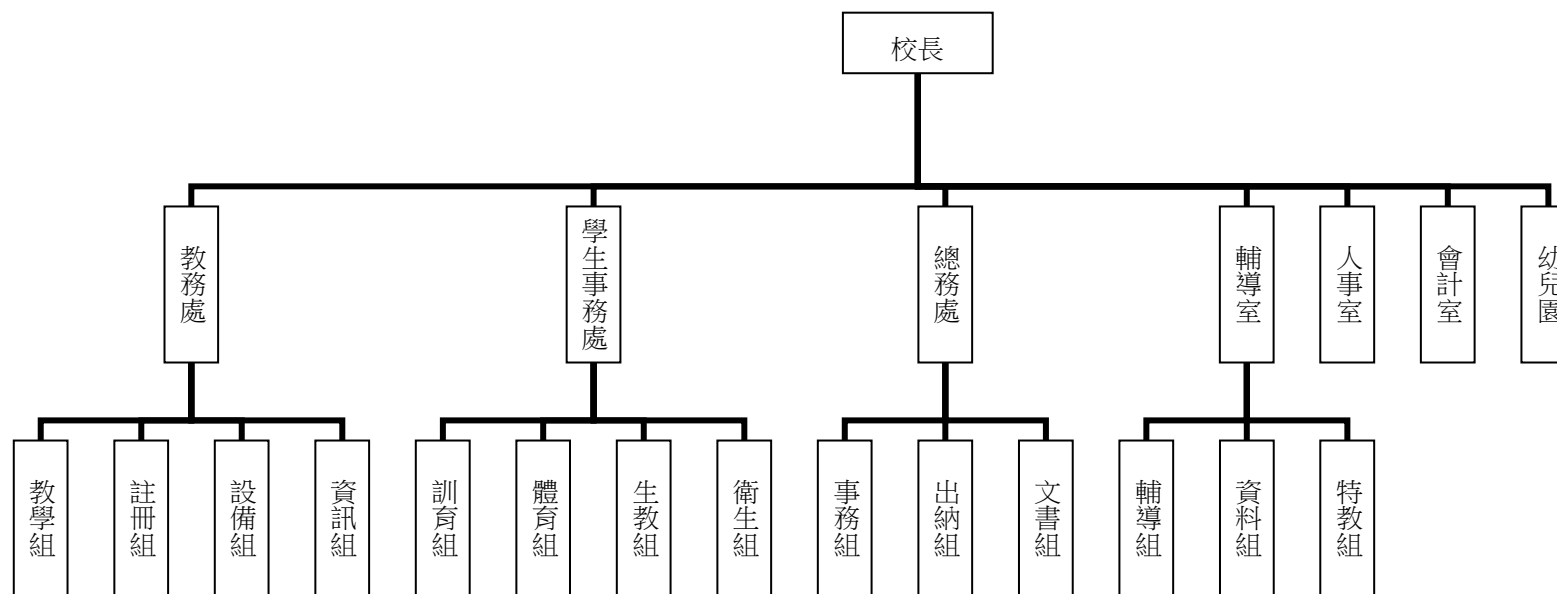 校長
教務處
學生事務處
總務處
輔導室
人事室
會計室
幼兒園
教學組
註冊組
設備組
資訊組
訓育組
體育組
生教組
衛生組
事務組
出納組
文書組
輔導組
資料組
特教組